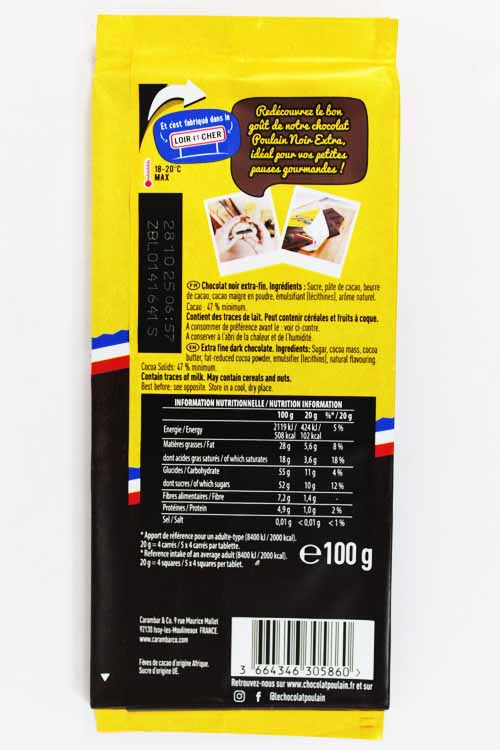 Et c'est fabriqué dans le
LOIR ET CHER
Redécouvrez le bon
goût de notre chocolat
Poulain Noir Extra,
idéal pour vos petites
pauses gourmandes !
18-20°C
MAX
28 10 25 06:57
ZBL0141641 S
FR Chocolat noir extra-fin. Ingrédients : Sucre, pâte de cacao, beurre
de cacao, cacao maigre en poudre, émulsifiant (lécithines), arôme naturel.
Cacao : 47 % minimum.
Contient des traces de lait. Peut contenir céréales et fruits à coque.
A consommer de préférence avant le : voir ci-contre.
A conserver à l'abri de la chaleur et de l'humidité.
EN Extra fine dark chocolate. Ingredients: Sugar, cocoa mass, cocoa
butter, fat-reduced cocoa powder, emulsifier (lecithins), natural flavouring.
Cocoa Solids: 47 % minimum.
Contain traces of milk. May contain cereals and nuts.
Best before: see opposite. Store in a cool, dry place.
INFORMATION NUTRITIONNELLE / NUTRITION INFORMATION
100 g 20 g %* / 20 g
Energie / Energy 2119 kJ / 424 kJ / 5 %
508 kcal 102 kcal
Matières grasses / Fat 28 g 5,6 g 8 %
dont acides gras saturés / of which saturates 18 g 3,6 g 18 %
Glucides / Carbohydrate 55 g 11 g 4 %
dont sucres / of which sugars 52 g 10 g 12 %
Fibres alimentaires / Fibre 7,2 g 1,4 g -
Protéines / Protein 4,9 g 1,0 g 2 %
Sel / Salt 0,01 g < 0,01 g < 1 %
* Apport de référence pour un adulte-type (8400 kJ / 2000 kcal).
20 g = 4 carrés / 5 x 4 carrés par tablette.
* Reference intake of an average adult (8400 kJ / 2000 kcal).
20 g = 4 squares / 5 x 4 squares per tablet.
e 100 g
Carambar & Co. 9 rue Maurice Mallet
92130 Issy-les-Moulineaux FRANCE.
www.carambarco.com
Fèves de cacao d'origine Afrique.
Sucre d'origine UE.
3 664346 305860 >
Retrouvez-nous sur www.chocolatpoulain.fr et sur
@lechocolatpoulain